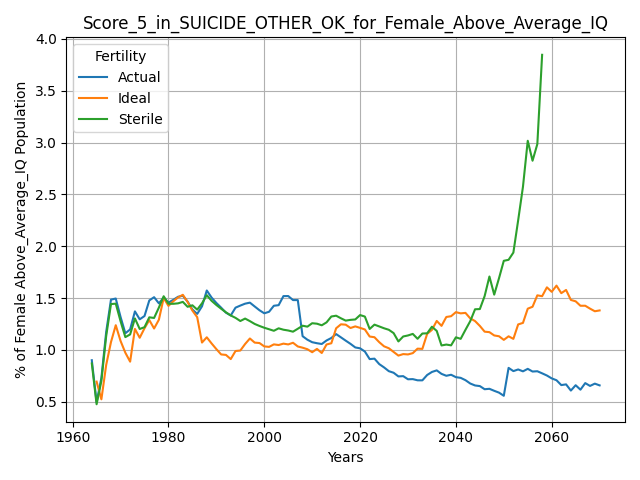 Score_5_in_SUICIDE_OTHER_OK_for_Female_Above_Average_IQ
% of Female Above_Average_IQ Population
4.0
3.5
3.0
2.5
2.0
1.5
1.0
0.5
Fertility
Actual
Ideal
Sterile
1960
1980
2000
2020
2040
2060
Years